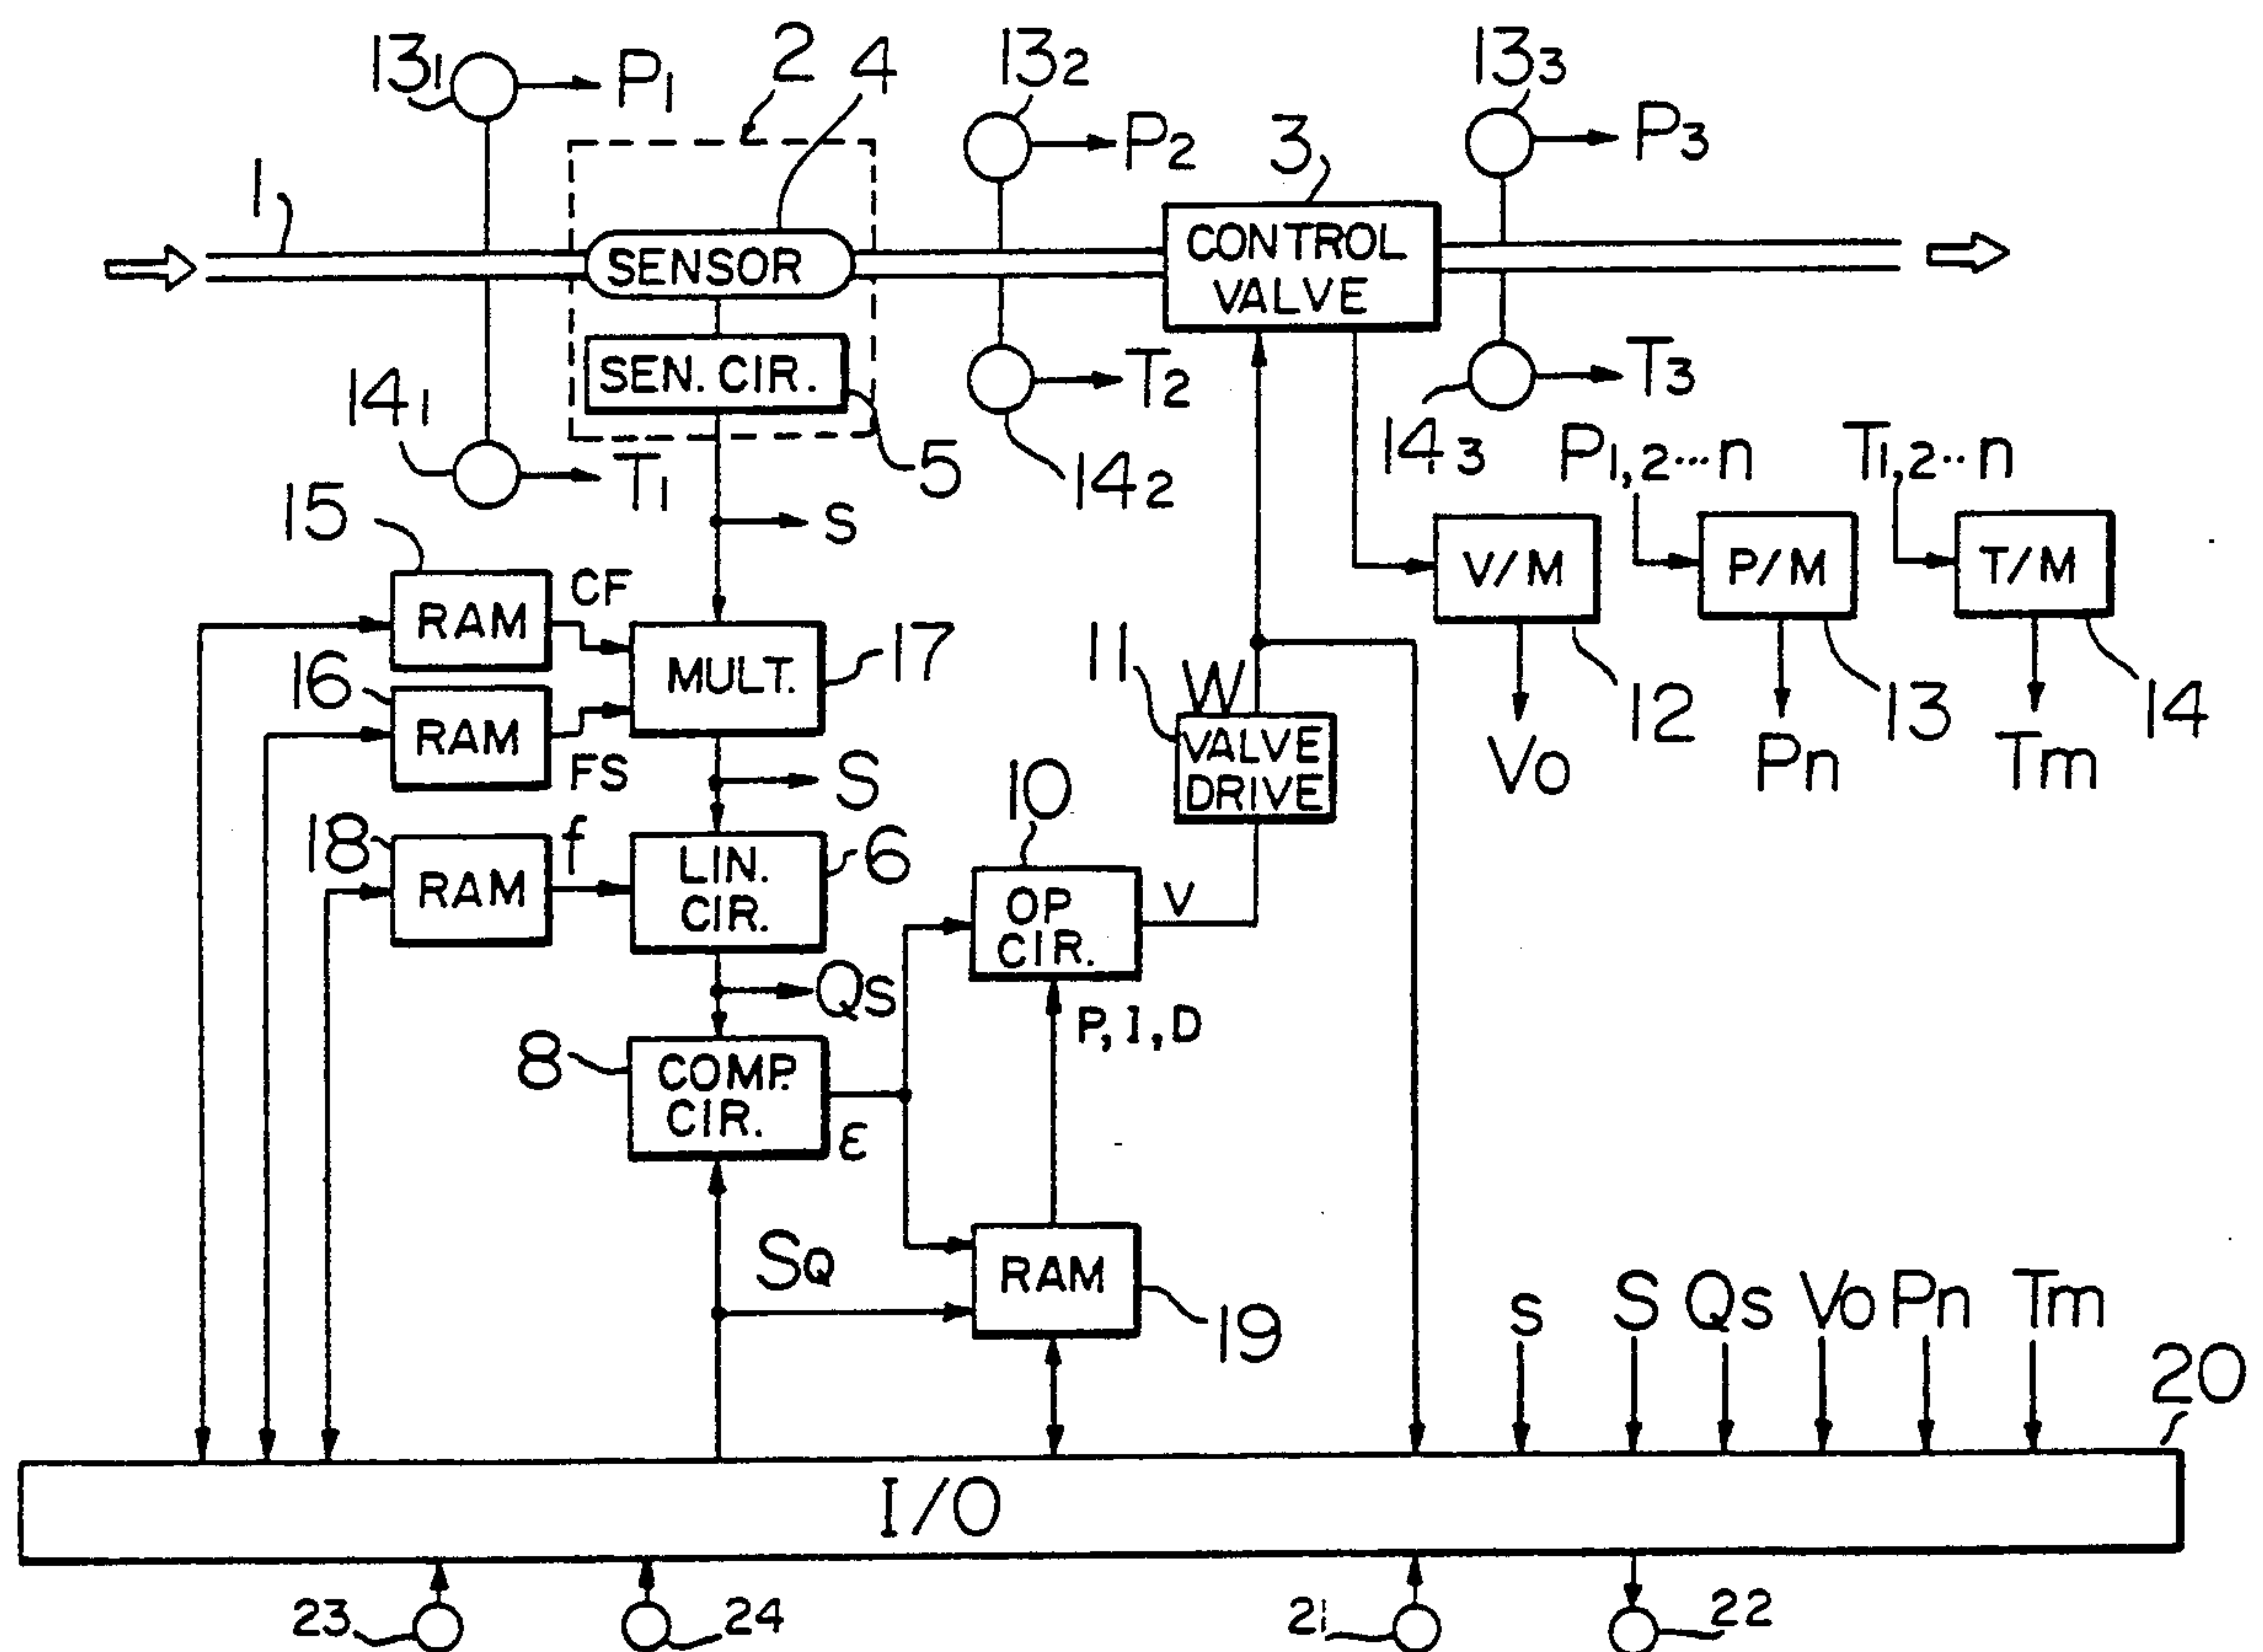 13₁
P₁
2
4
13₂
P₂
13₃
P₃
1
3
SENSOR
CONTROL
VALVE
SEN. CIR.
T₂
T₃
14₁
T₁
5
14₂
14₃
P₁,₂...n
T₁,₂..n
15
s
RAM
CF
V/M
P/M
T/M
16
MULT.
17
11
W
12
13
14
RAM
FS
S
VALVE
DRIVE
Vo
Pn
Tm
18
f
10
RAM
LIN.
CIR.
6
OP
CIR.
v
Qs
P, I, D
8
COMP.
CIR.
ε
SQ
RAM
19
s
S
Qs
Vo
Pn
Tm
20
I/O
23
24
21
22